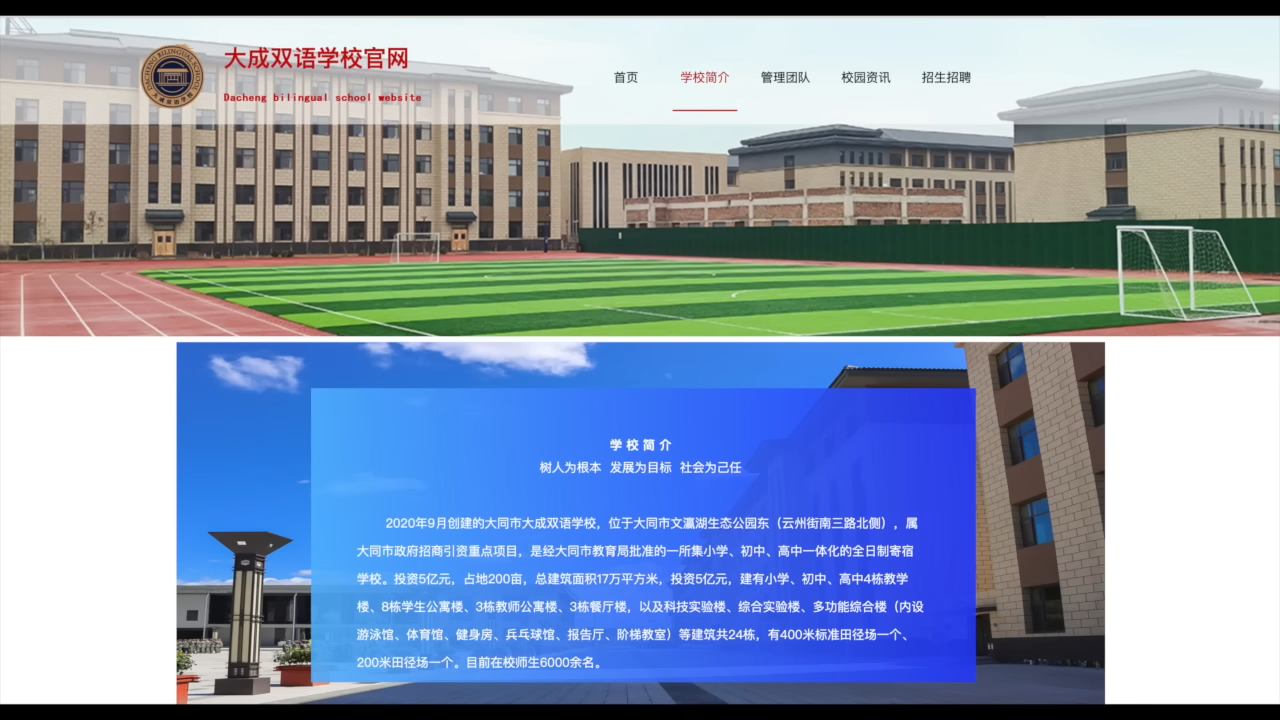 大成双语学校官网
Dacheng bilingual school website
首页 学校简介 管理团队 校园资讯 招生招聘
DACHENG BILINGUAL SCHOOL
大成双语学校
学校简介
树人为根本 发展为目标 社会为己任
2020年9月创建的大同市大成双语学校，位于大同市文瀛湖生态公园东（云州街南三路北侧），属
大同市政府招商引资重点项目，是经大同市教育局批准的一所集小学、初中、高中一体化的全日制寄宿
学校。投资5亿元，占地200亩，总建筑面积17万平方米，投资5亿元，建有小学、初中、高中4栋教学
楼、8栋学生公寓楼、3栋教师公寓楼、3栋餐厅楼，以及科技实验楼、综合实验楼、多功能综合楼（内设
游泳馆、体育馆、健身房、乒乓球馆、报告厅、阶梯教室）等建筑共24栋，有400米标准田径场一个、
200米田径场一个。目前在校师生6000余名。